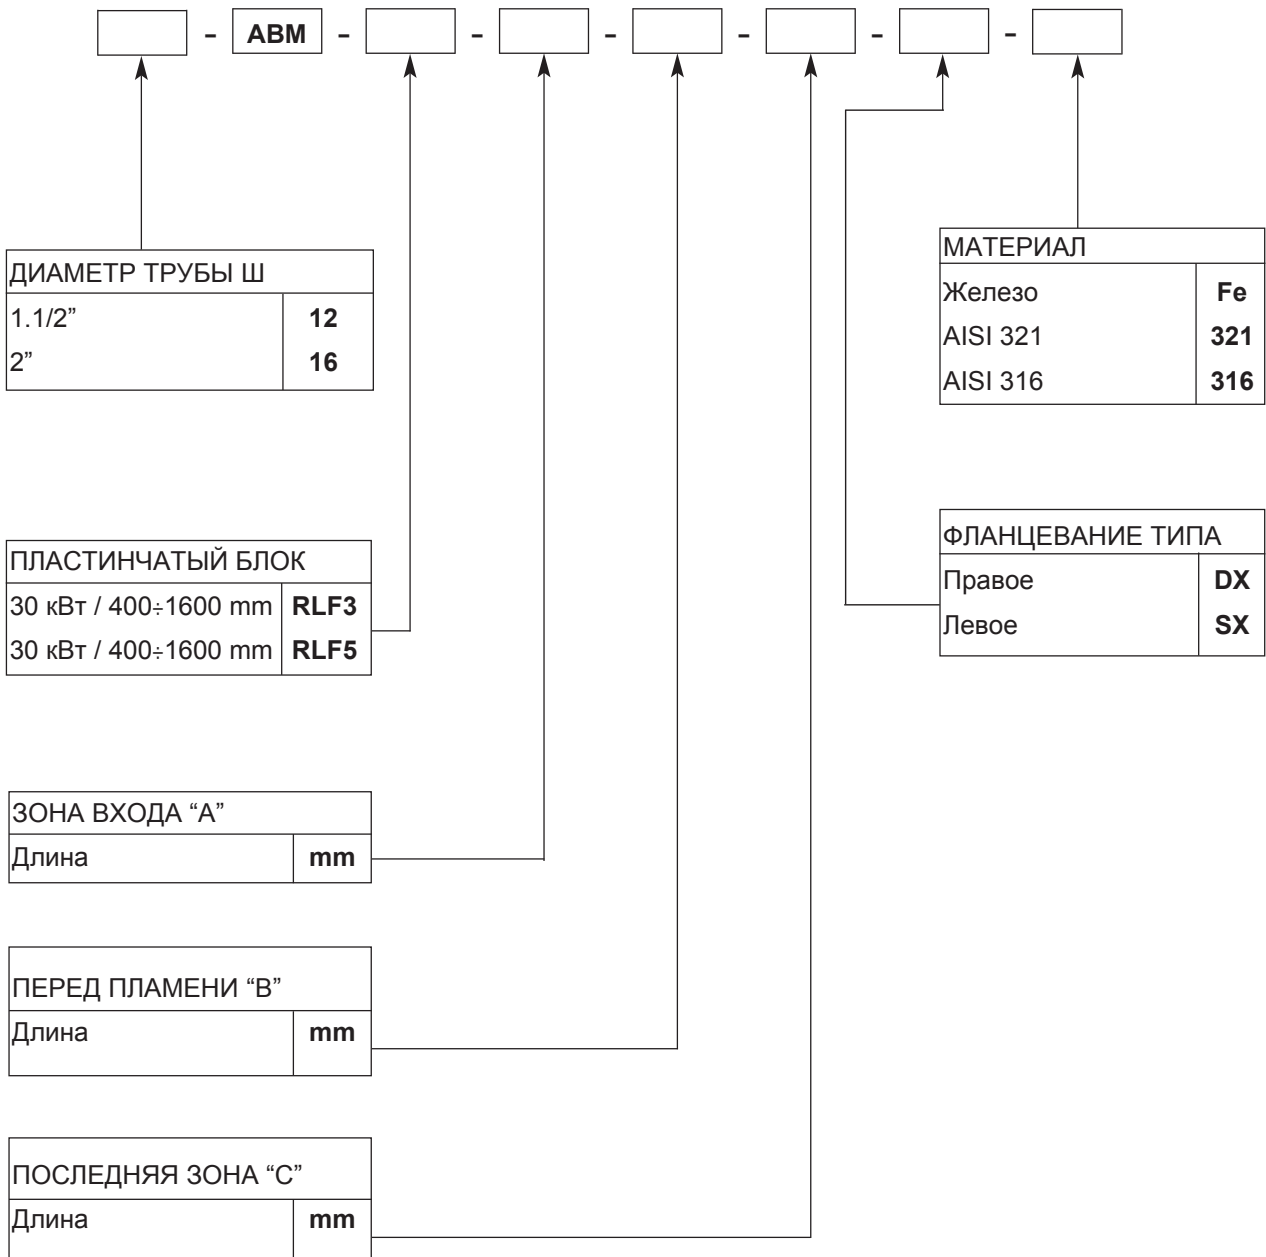 - ABM - - - - - -
ДИАМЕТР ТРУБЫ Ш
1.1/2” 12
2” 16
МАТЕРИАЛ
Железо Fe
AISI 321 321
AISI 316 316
ПЛАСТИНЧАТЫЙ БЛОК
30 кВт / 400÷1600 mm RLF3
30 кВт / 400÷1600 mm RLF5
ФЛАНЦЕВАНИЕ ТИПА
Правое DX
Левое SX
ЗОНА ВХОДА “A”
Длина mm
ПЕРЕД ПЛАМЕНИ “B”
Длина mm
ПОСЛЕДНЯЯ ЗОНА “C”
Длина mm